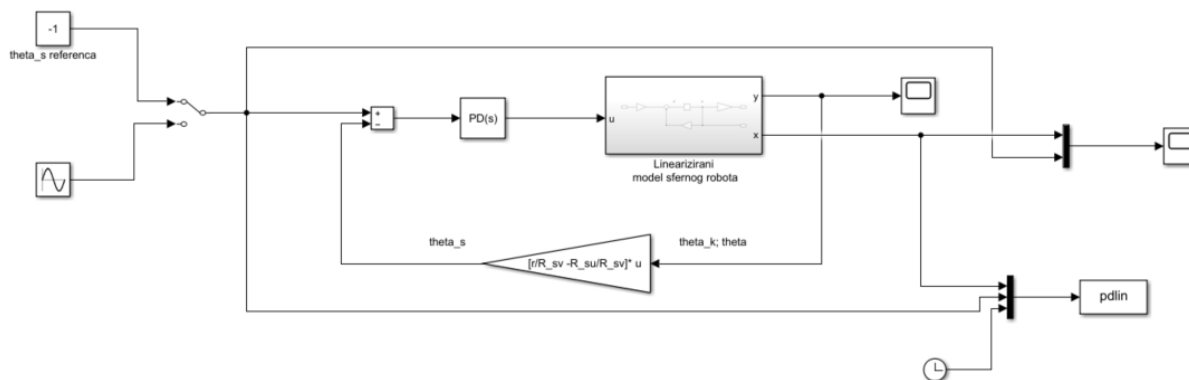 -1
theta_s referenca
+
−
PD(s)
u
y
x
Linearizirani
model sfernog robota
theta_s
[r/R_sv -R_su/R_sv]* u
theta_k; theta
pdlin